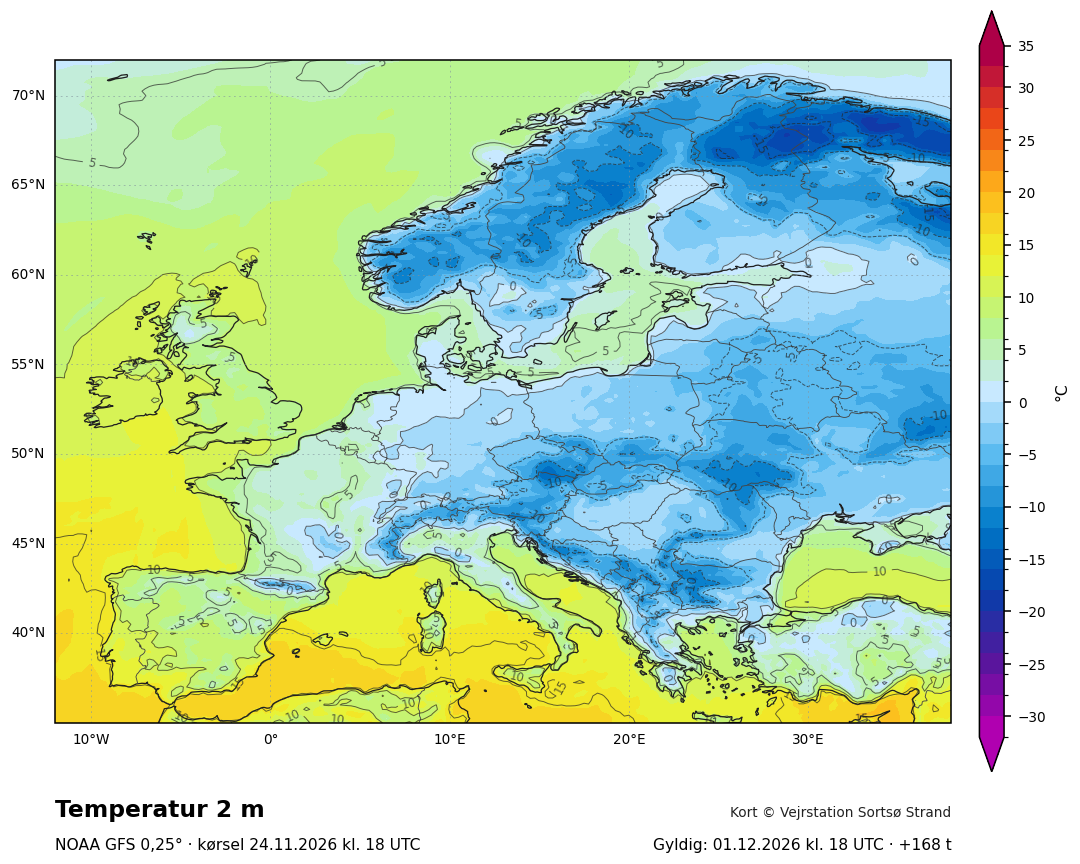 70°N
65°N
60°N
55°N
50°N
45°N
40°N
10°W 0° 10°E 20°E 30°E
35
30
25
20
15
10
5
0
−5
−10
−15
−20
−25
−30
°C
Temperatur 2 m
Kort © Vejrstation Sortsø Strand
NOAA GFS 0,25° · kørsel 24.11.2026 kl. 18 UTC
Gyldig: 01.12.2026 kl. 18 UTC · +168 t